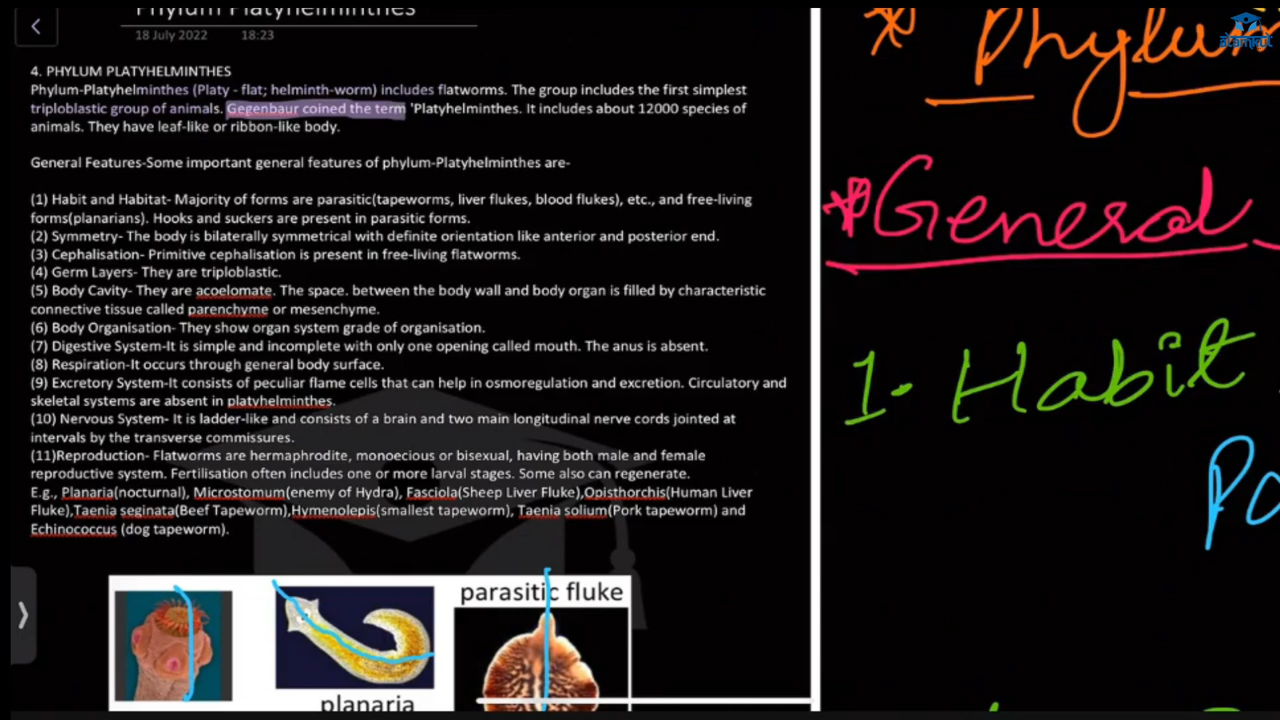 Phylum Platyhelminthes
18 July 2022 18:23
4. PHYLUM PLATYHELMINTHES
Phylum-Platyhelminthes (Platy - flat; helminth-worm) includes flatworms. The group includes the first simplest
triploblastic group of animals. Gegenbaur coined the term 'Platyhelminthes. It includes about 12000 species of
animals. They have leaf-like or ribbon-like body.
General Features-Some important general features of phylum-Platyhelminthes are-
(1) Habit and Habitat- Majority of forms are parasitic(tapeworms, liver flukes, blood flukes), etc., and free-living
forms(planarians). Hooks and suckers are present in parasitic forms.
(2) Symmetry- The body is bilaterally symmetrical with definite orientation like anterior and posterior end.
(3) Cephalisation- Primitive cephalisation is present in free-living flatworms.
(4) Germ Layers- They are triploblastic.
(5) Body Cavity- They are acoelomate. The space. between the body wall and body organ is filled by characteristic
connective tissue called parenchyme or mesenchyme.
(6) Body Organisation- They show organ system grade of organisation.
(7) Digestive System-It is simple and incomplete with only one opening called mouth. The anus is absent.
(8) Respiration-It occurs through general body surface.
(9) Excretory System-It consists of peculiar flame cells that can help in osmoregulation and excretion. Circulatory and
skeletal systems are absent in platyhelminthes.
(10) Nervous System- It is ladder-like and consists of a brain and two main longitudinal nerve cords jointed at
intervals by the transverse commissures.
(11)Reproduction- Flatworms are hermaphrodite, monoecious or bisexual, having both male and female
reproductive system. Fertilisation often includes one or more larval stages. Some also can regenerate.
E.g., Planaria(nocturnal), Microstomum(enemy of Hydra), Fasciola(Sheep Liver Fluke),Opisthorchis(Human Liver
Fluke),Taenia seginata(Beef Tapeworm),Hymenolepis(smallest tapeworm), Taenia solium(Pork tapeworm) and
Echinococcus (dog tapeworm).
parasitic fluke
planaria
* Phylum
* General
1. Habit
Pa